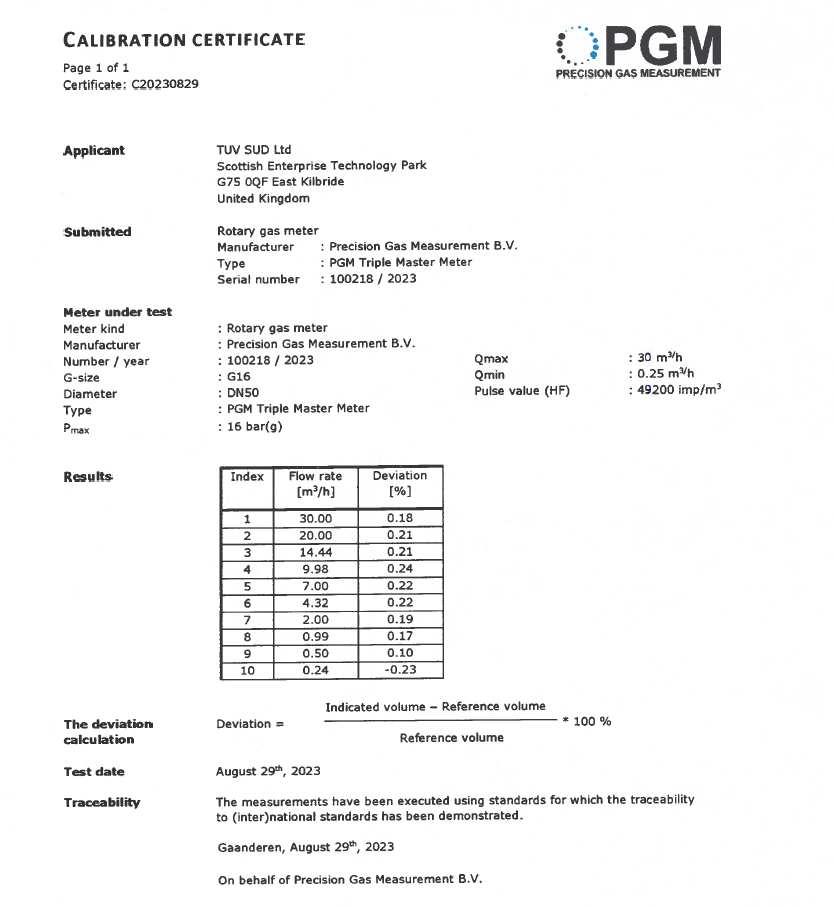 CALIBRATION CERTIFICATE
Page 1 of 1
Certificate: C20230829
PGM
PRECISION GAS MEASUREMENT
Applicant
TUV SUD Ltd
Scottish Enterprise Technology Park
G75 0QF East Kilbride
United Kingdom
Submitted
Rotary gas meter
Manufacturer : Precision Gas Measurement B.V.
Type : PGM Triple Master Meter
Serial number : 100218 / 2023
Meter under test
Meter kind : Rotary gas meter
Manufacturer : Precision Gas Measurement B.V.
Number / year : 100218 / 2023 Qmax : 30 m³/h
G-size : G16 Qmin : 0.25 m³/h
Diameter : DN50 Pulse value (HF) : 49200 imp/m³
Type : PGM Triple Master Meter
Pmax : 16 bar(g)
Results
Index Flow rate Deviation
[m³/h] [%]
1 30.00 0.18
2 20.00 0.21
3 14.44 0.21
4 9.98 0.24
5 7.00 0.22
6 4.32 0.22
7 2.00 0.19
8 0.99 0.17
9 0.50 0.10
10 0.24 -0.23
The deviation
calculation
Indicated volume – Reference volume
Deviation = * 100 %
Reference volume
Test date August 29th, 2023
Traceability The measurements have been executed using standards for which the traceability
to (inter)national standards has been demonstrated.
Gaanderen, August 29th, 2023
On behalf of Precision Gas Measurement B.V.